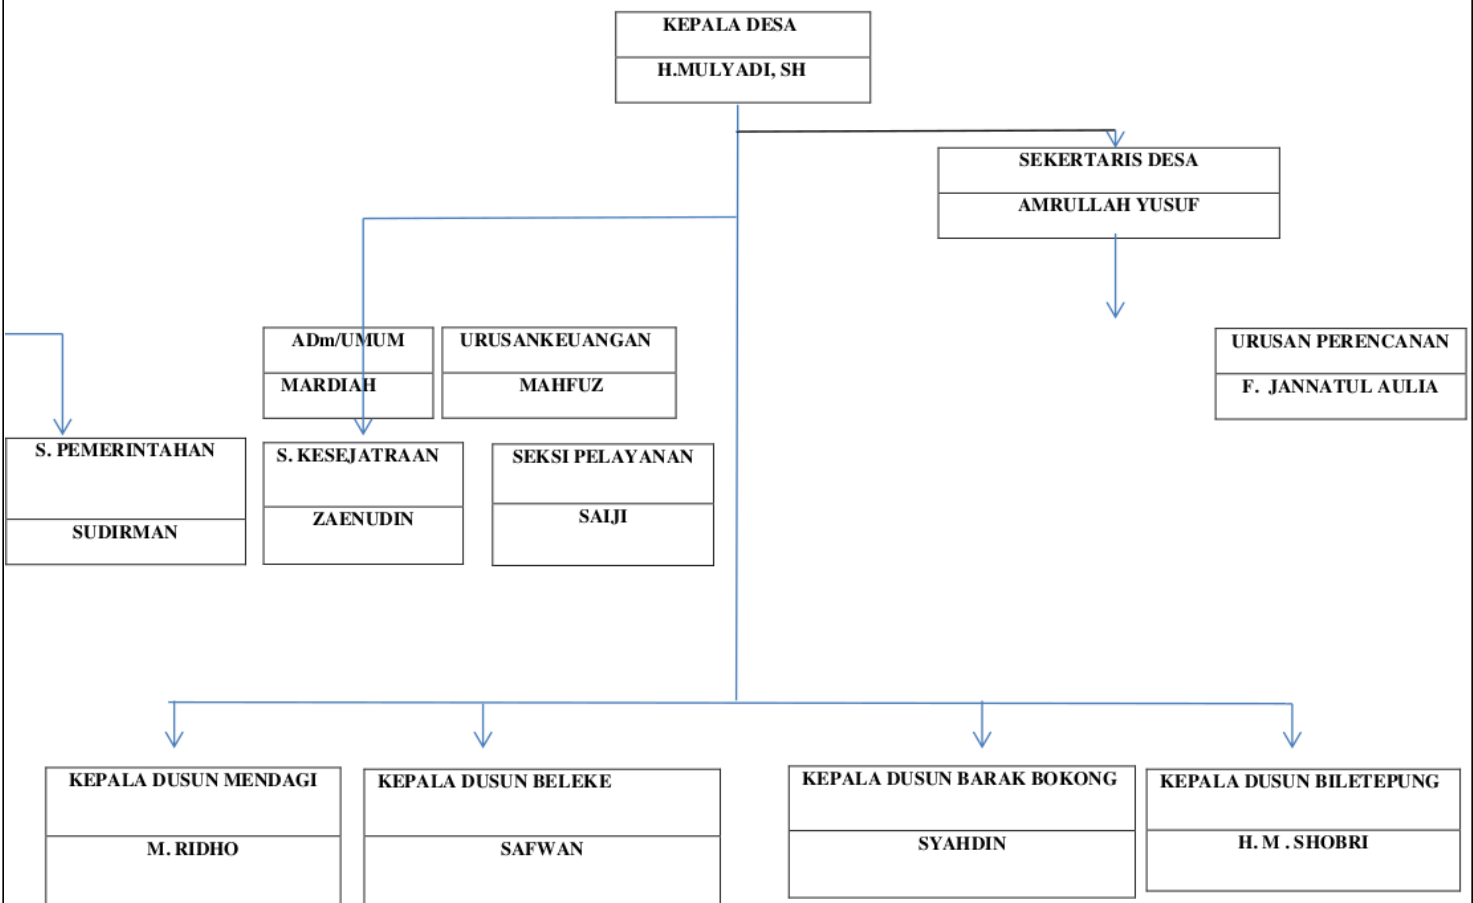 KEPALA DESA
H.MULYADI, SH
SEKERTARIS DESA
AMRULLAH YUSUF
ADm/UMUM
MARDIAH
URUSANKEUANGAN
MAHFUZ
URUSAN PERENCANAN
F. JANNATUL AULIA
S. PEMERINTAHAN
SUDIRMAN
S. KESEJATRAAN
ZAENUDIN
SEKSI PELAYANAN
SAIJI
KEPALA DUSUN MENDAGI
M. RIDHO
KEPALA DUSUN BELEKE
SAFWAN
KEPALA DUSUN BARAK BOKONG
SYAHDIN
KEPALA DUSUN BILETEPUNG
H. M . SHOBRI